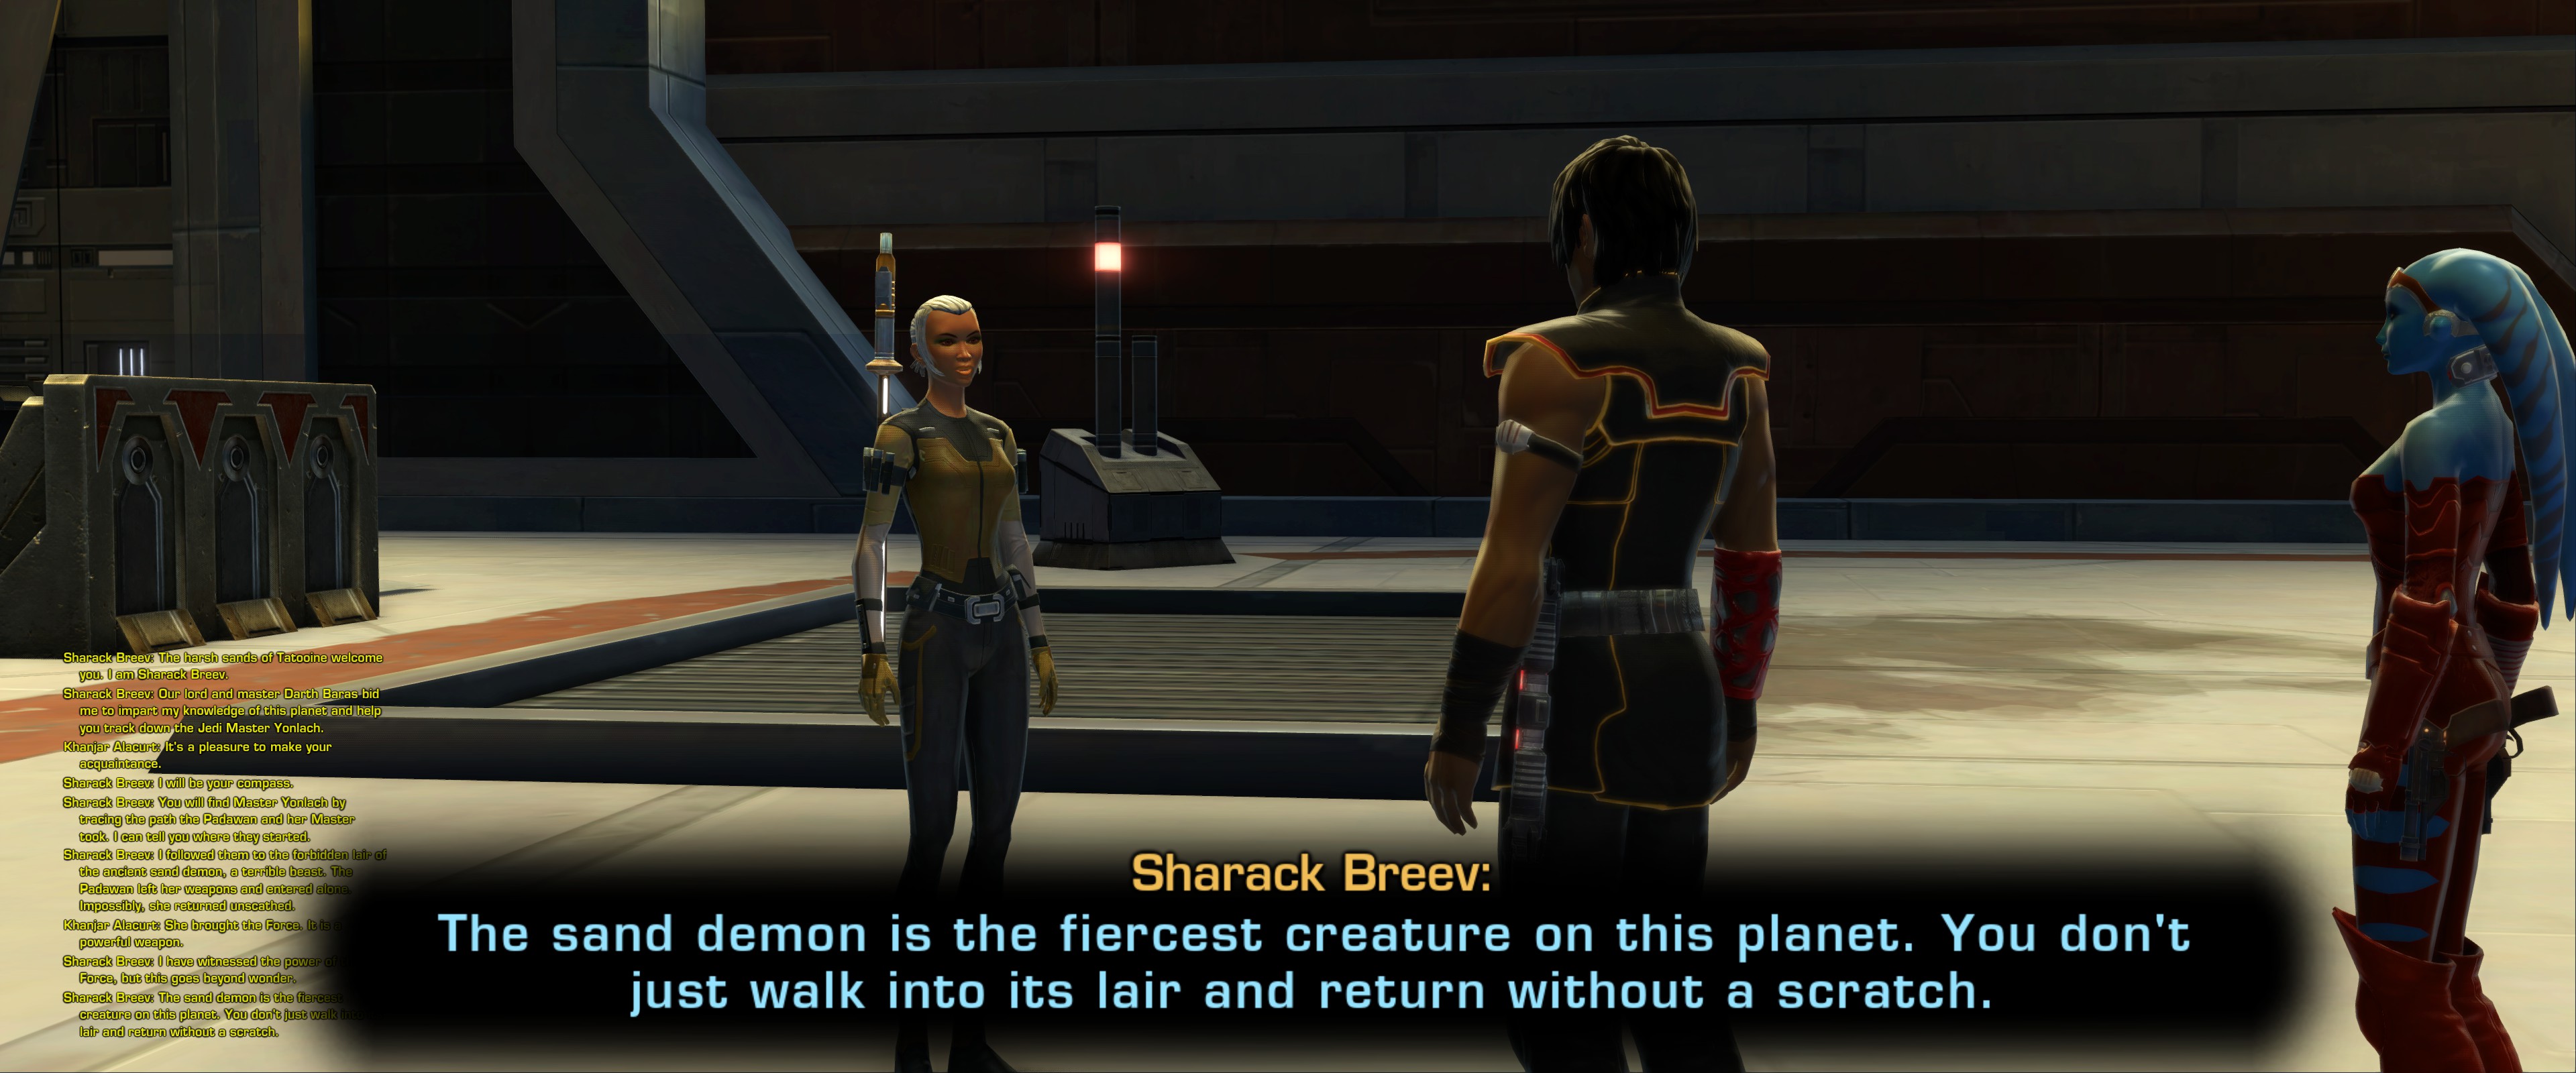 Sharack Breev: The harsh sands of Tatooine welcome
you. I am Sharack Breev.
Sharack Breev: Our lord and master Darth Baras bid
me to impart my knowledge of this planet and help
you track down the Jedi Master Yonlach.
Khanjar Alacurt: It's a pleasure to make your
acquaintance.
Sharack Breev: I will be your compass.
Sharack Breev: You will find Master Yonlach by
tracing the path the Padawan and her Master
took. I can tell you where they started.
Sharack Breev: I followed them to the forbidden lair of
the ancient sand demon, a terrible beast. The
Padawan left her weapons and entered alone.
Impossibly, she returned unscathed.
Khanjar Alacurt: She brought the Force. It is
powerful weapon.
Sharack Breev: I have witnessed the power of
Force, but this goes beyond wonder.
Sharack Breev: The sand demon is the fiercest
creature on this planet. You don't just walk
lair and return without a scratch.
Sharack Breev:
The sand demon is the fiercest creature on this planet. You don't
just walk into its lair and return without a scratch.